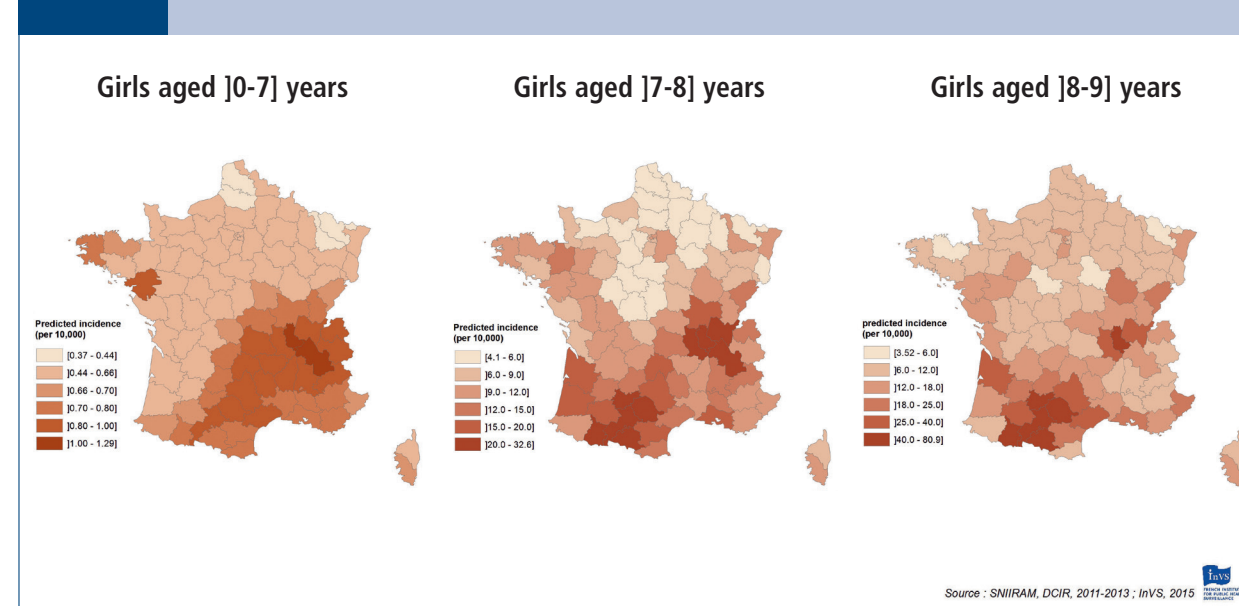 Girls aged ]0-7] years
Girls aged ]7-8] years
Girls aged ]8-9] years
Predicted incidence
(per 10,000)
[0.37 - 0.44]
]0.44 - 0.66]
]0.66 - 0.70]
]0.70 - 0.80]
]0.80 - 1.00]
]1.00 - 1.29]
Predicted incidence
(per 10,000)
[4.1 - 6.0]
]6.0 - 9.0]
]9.0 - 12.0]
]12.0 - 15.0]
]15.0 - 20.0]
]20.0 - 32.6]
predicted incidence
(per 10,000)
[3.52 - 6.0]
]6.0 - 12.0]
]12.0 - 18.0]
]18.0 - 25.0]
]25.0 - 40.0]
]40.0 - 80.9]
Source : SNIIRAM, DCIR, 2011-2013 ; InVS, 2015
InVS